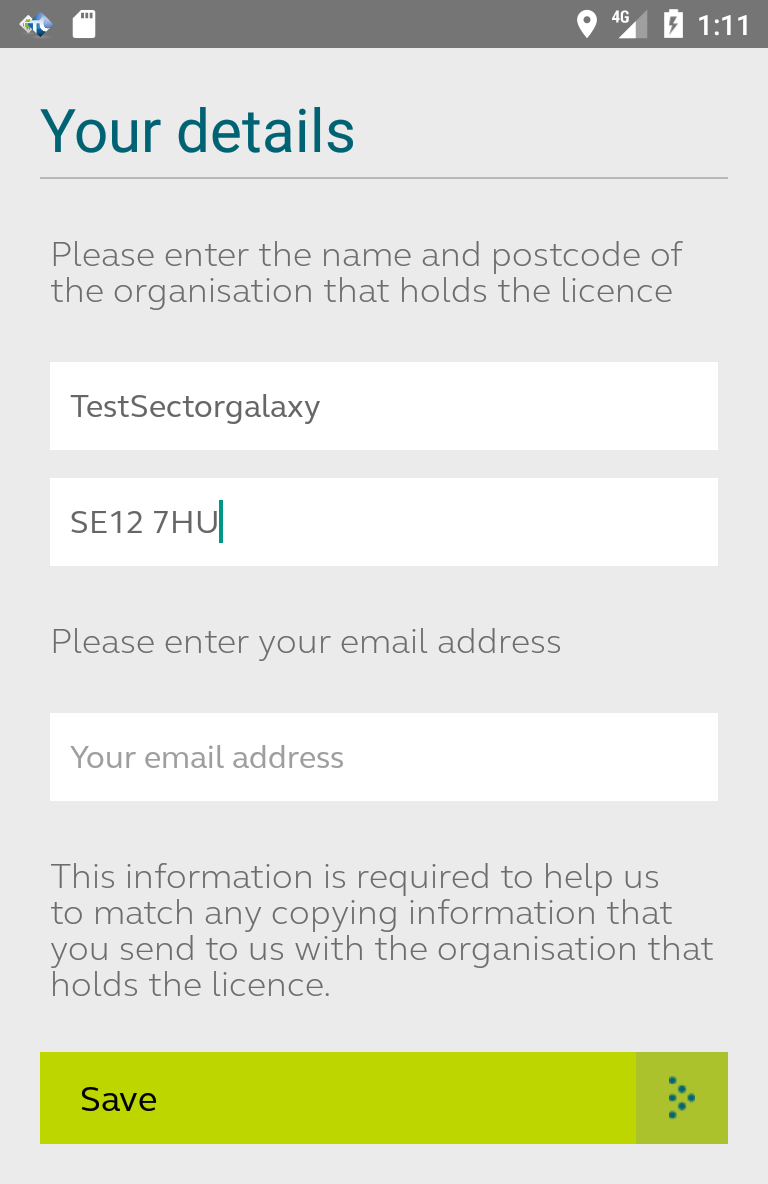 4G 1:11
Your details
Please enter the name and postcode of
the organisation that holds the licence
TestSectorgalaxy
SE12 7HU
Please enter your email address
Your email address
This information is required to help us
to match any copying information that
you send to us with the organisation that
holds the licence.
Save